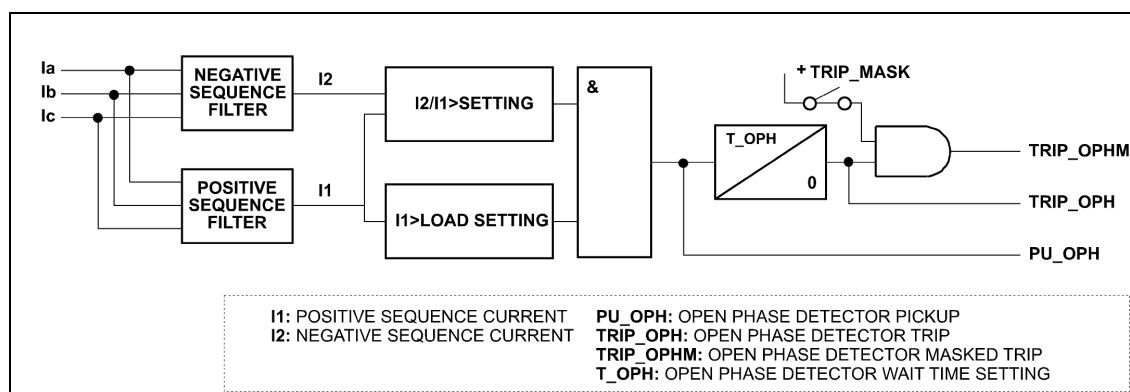 Ia
Ib
Ic
NEGATIVE
SEQUENCE
FILTER
I2
I2/I1>SETTING
&
+ TRIP_MASK
T_OPH
0
TRIP_OPHM
POSITIVE
SEQUENCE
FILTER
I1
I1>LOAD SETTING
TRIP_OPH
PU_OPH
I1: POSITIVE SEQUENCE CURRENT
I2: NEGATIVE SEQUENCE CURRENT
PU_OPH: OPEN PHASE DETECTOR PICKUP
TRIP_OPH: OPEN PHASE DETECTOR TRIP
TRIP_OPHM: OPEN PHASE DETECTOR MASKED TRIP
T_OPH: OPEN PHASE DETECTOR WAIT TIME SETTING